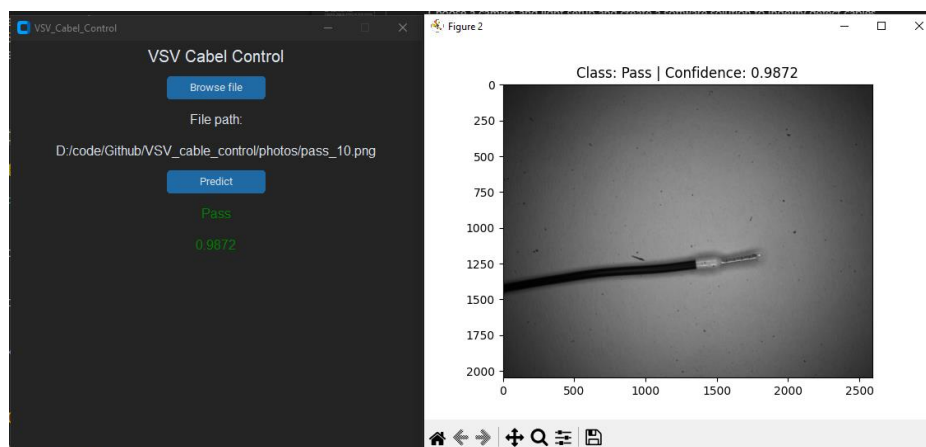 VSV_Cabel_Control
VSV Cabel Control
Browse file
File path:
D:/code/Github/VSV_cable_control/photos/pass_10.png
Predict
Pass
0.9872
Figure 2
Class: Pass | Confidence: 0.9872
0
250
500
750
1000
1250
1500
1750
2000
0
500
1000
1500
2000
2500